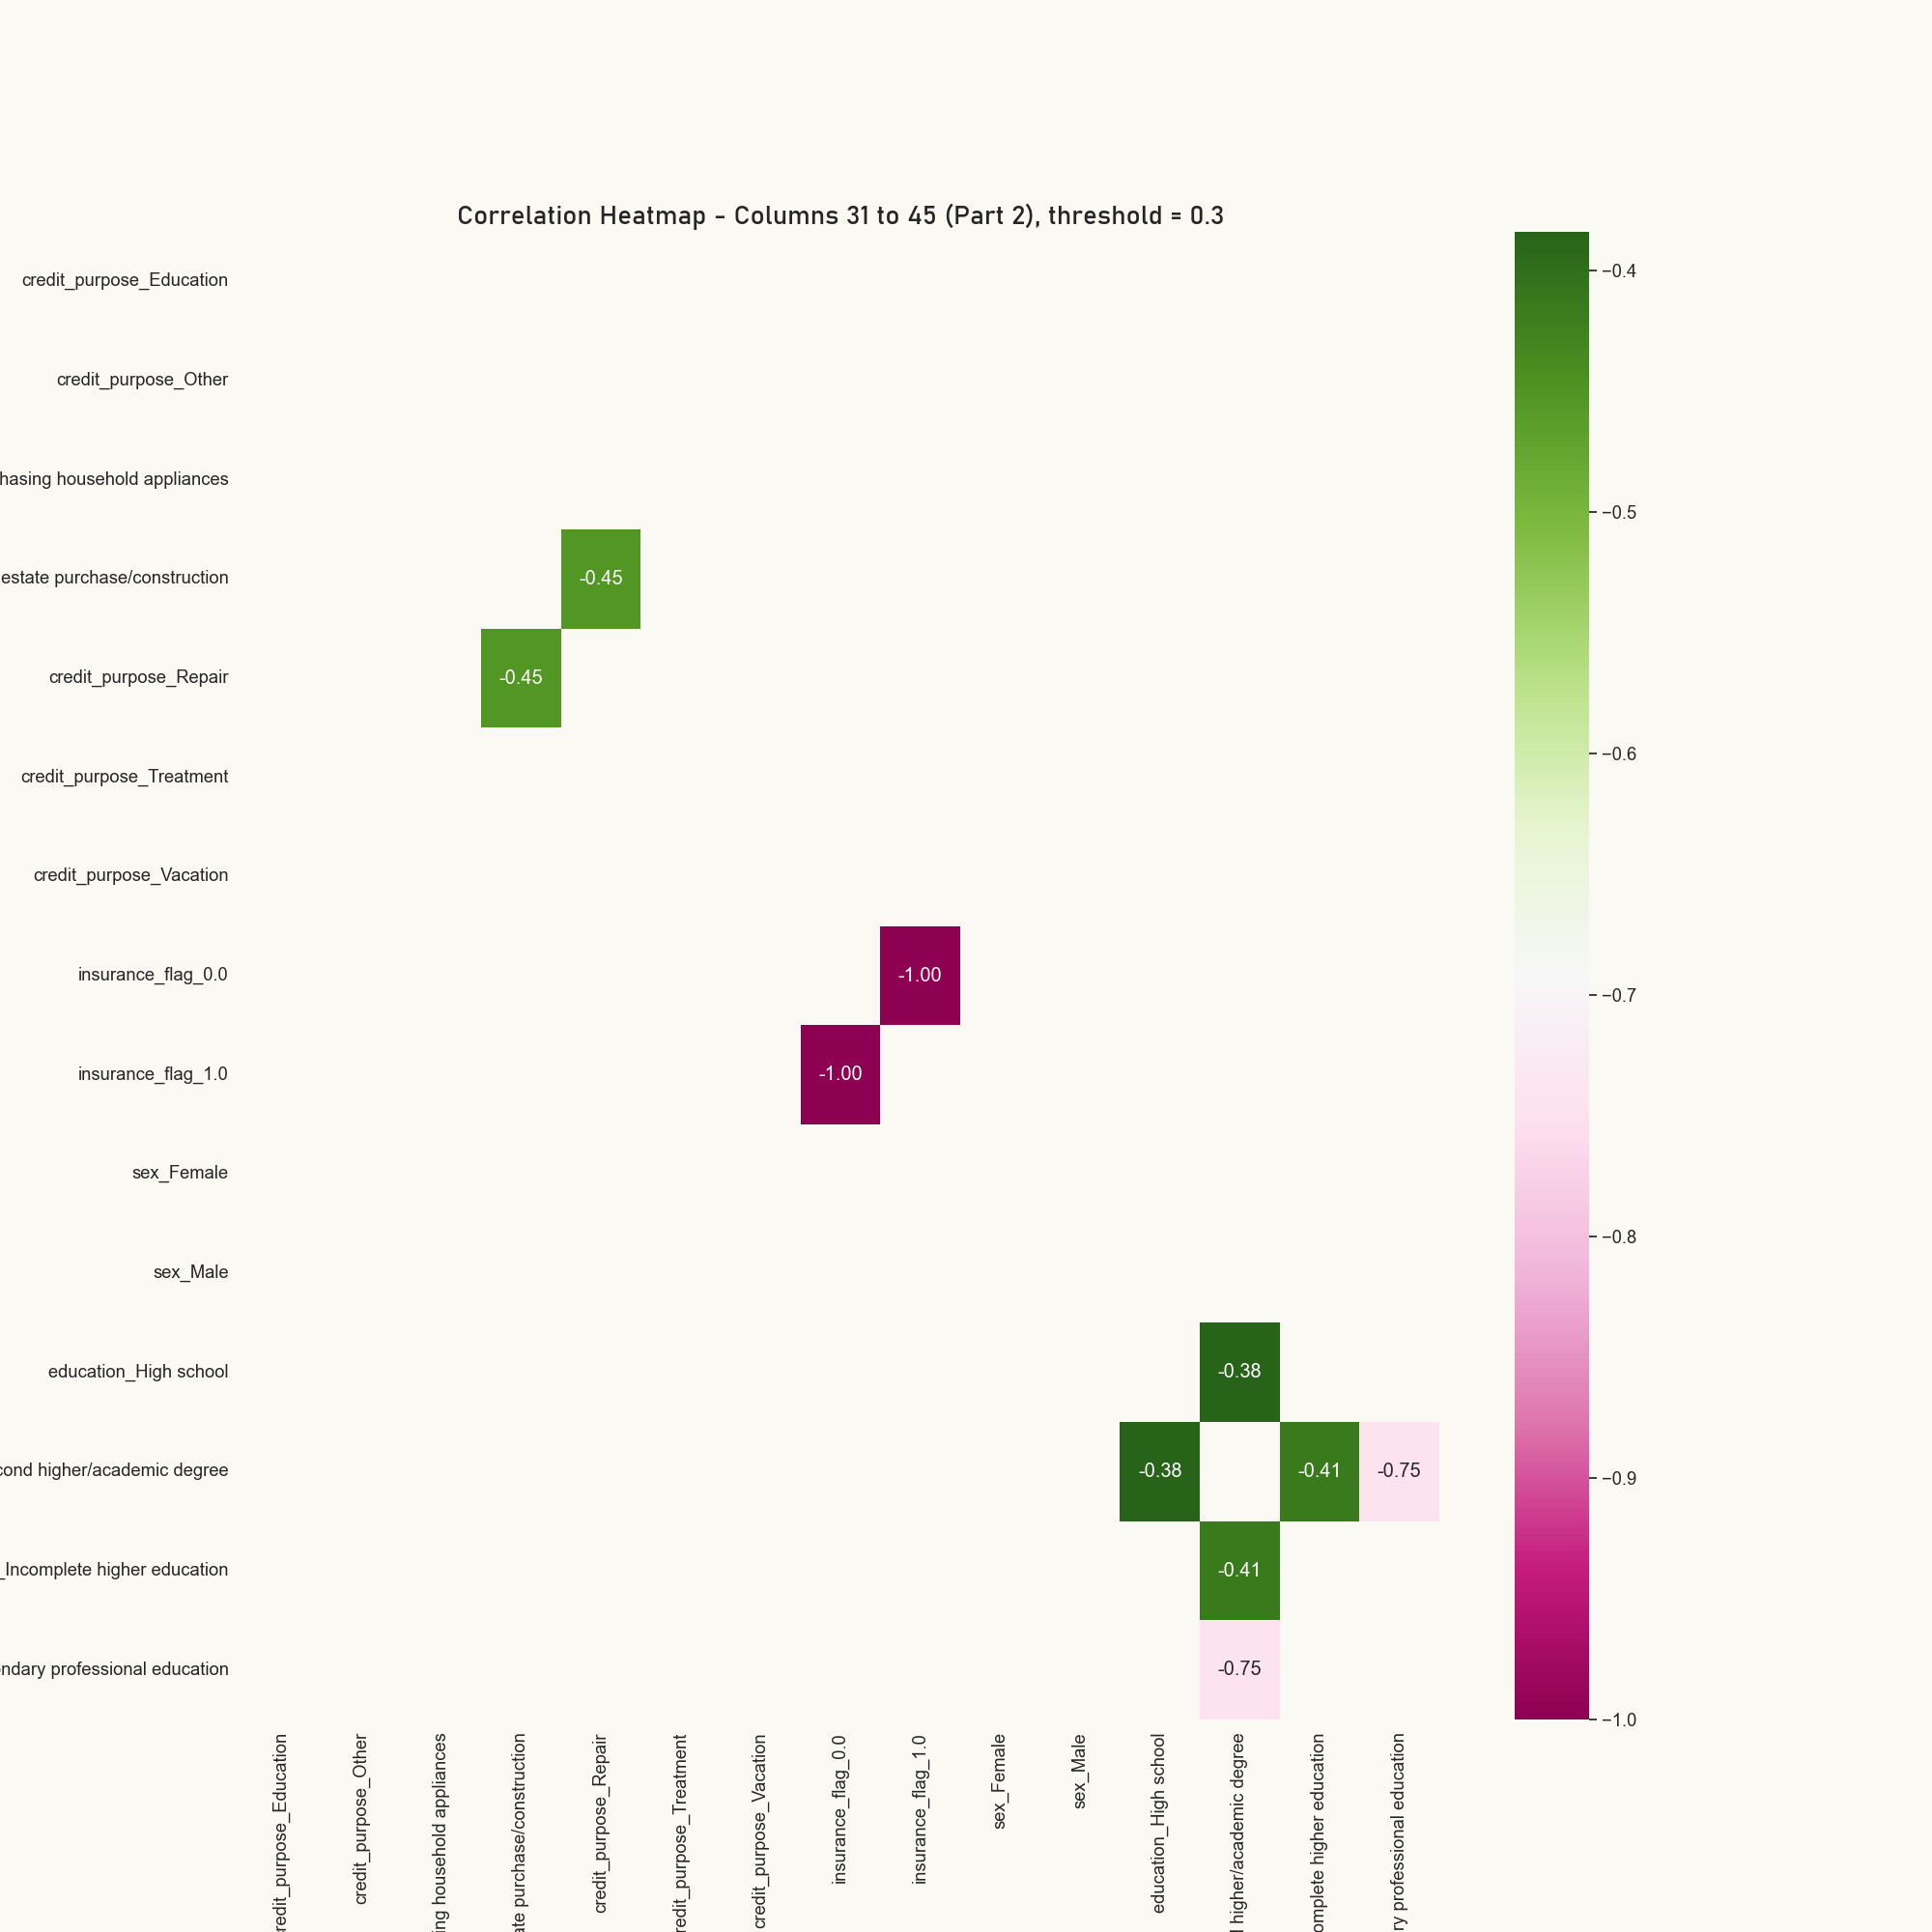 Correlation Heatmap - Columns 31 to 45 (Part 2), threshold = 0.3
credit_purpose_Education
credit_purpose_Other
hasing household appliances
estate purchase/construction
credit_purpose_Repair
credit_purpose_Treatment
credit_purpose_Vacation
insurance_flag_0.0
insurance_flag_1.0
sex_Female
sex_Male
education_High school
cond higher/academic degree
_Incomplete higher education
ndary professional education
-0.45
-0.45
-1.00
-1.00
-0.38
-0.38
-0.41
-0.75
-0.41
-0.75
redit_purpose_Education
credit_purpose_Other
ing household appliances
ate purchase/construction
credit_purpose_Repair
redit_purpose_Treatment
credit_purpose_Vacation
insurance_flag_0.0
insurance_flag_1.0
sex_Female
sex_Male
education_High school
higher/academic degree
omplete higher education
ry professional education
−0.4
−0.5
−0.6
−0.7
−0.8
−0.9
−1.0